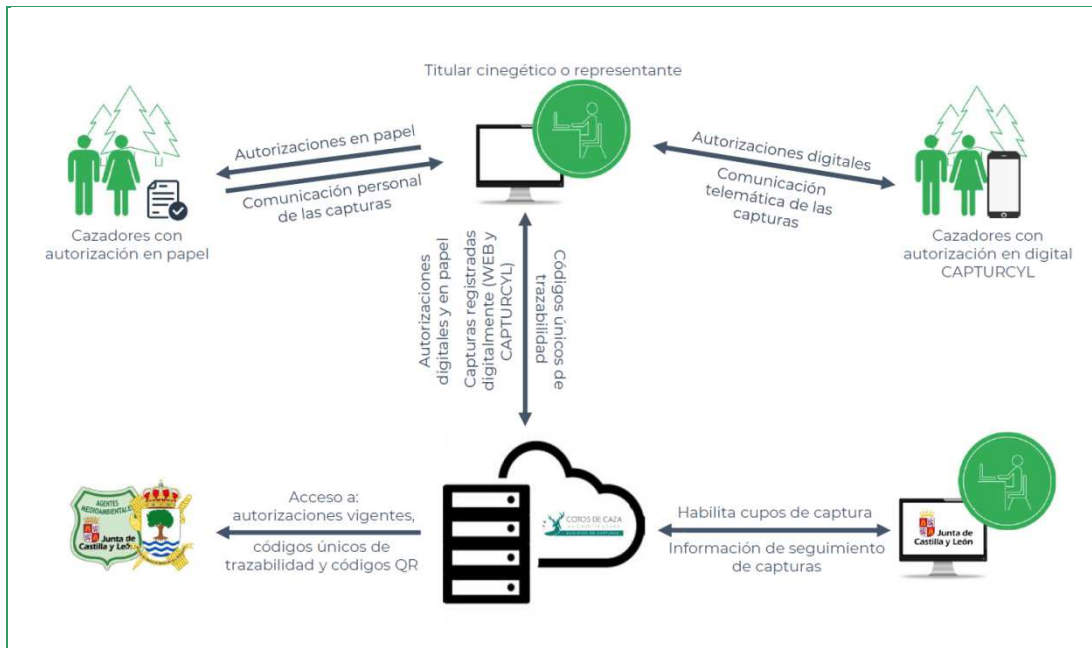 Titular cinegético o representante
Autorizaciones en papel
Comunicación personal
de las capturas
Cazadores con
autorización en papel
Autorizaciones digitales
Comunicación
telemática de las
capturas
Cazadores con
autorización en digital
CAPTURCYL
Autorizaciones
digitales y en papel
Capturas registradas
digitalmente (WEB y
CAPTURCYL)
Códigos únicos de
trazabilidad
AGENTES
MEDIOAMBIENTALES
Junta de
Castilla y León
Acceso a:
autorizaciones vigentes,
códigos únicos de
trazabilidad y códigos QR
COTOS DE CAZA
Habilita cupos de captura
Información de seguimiento
de capturas
Junta de
Castilla y León